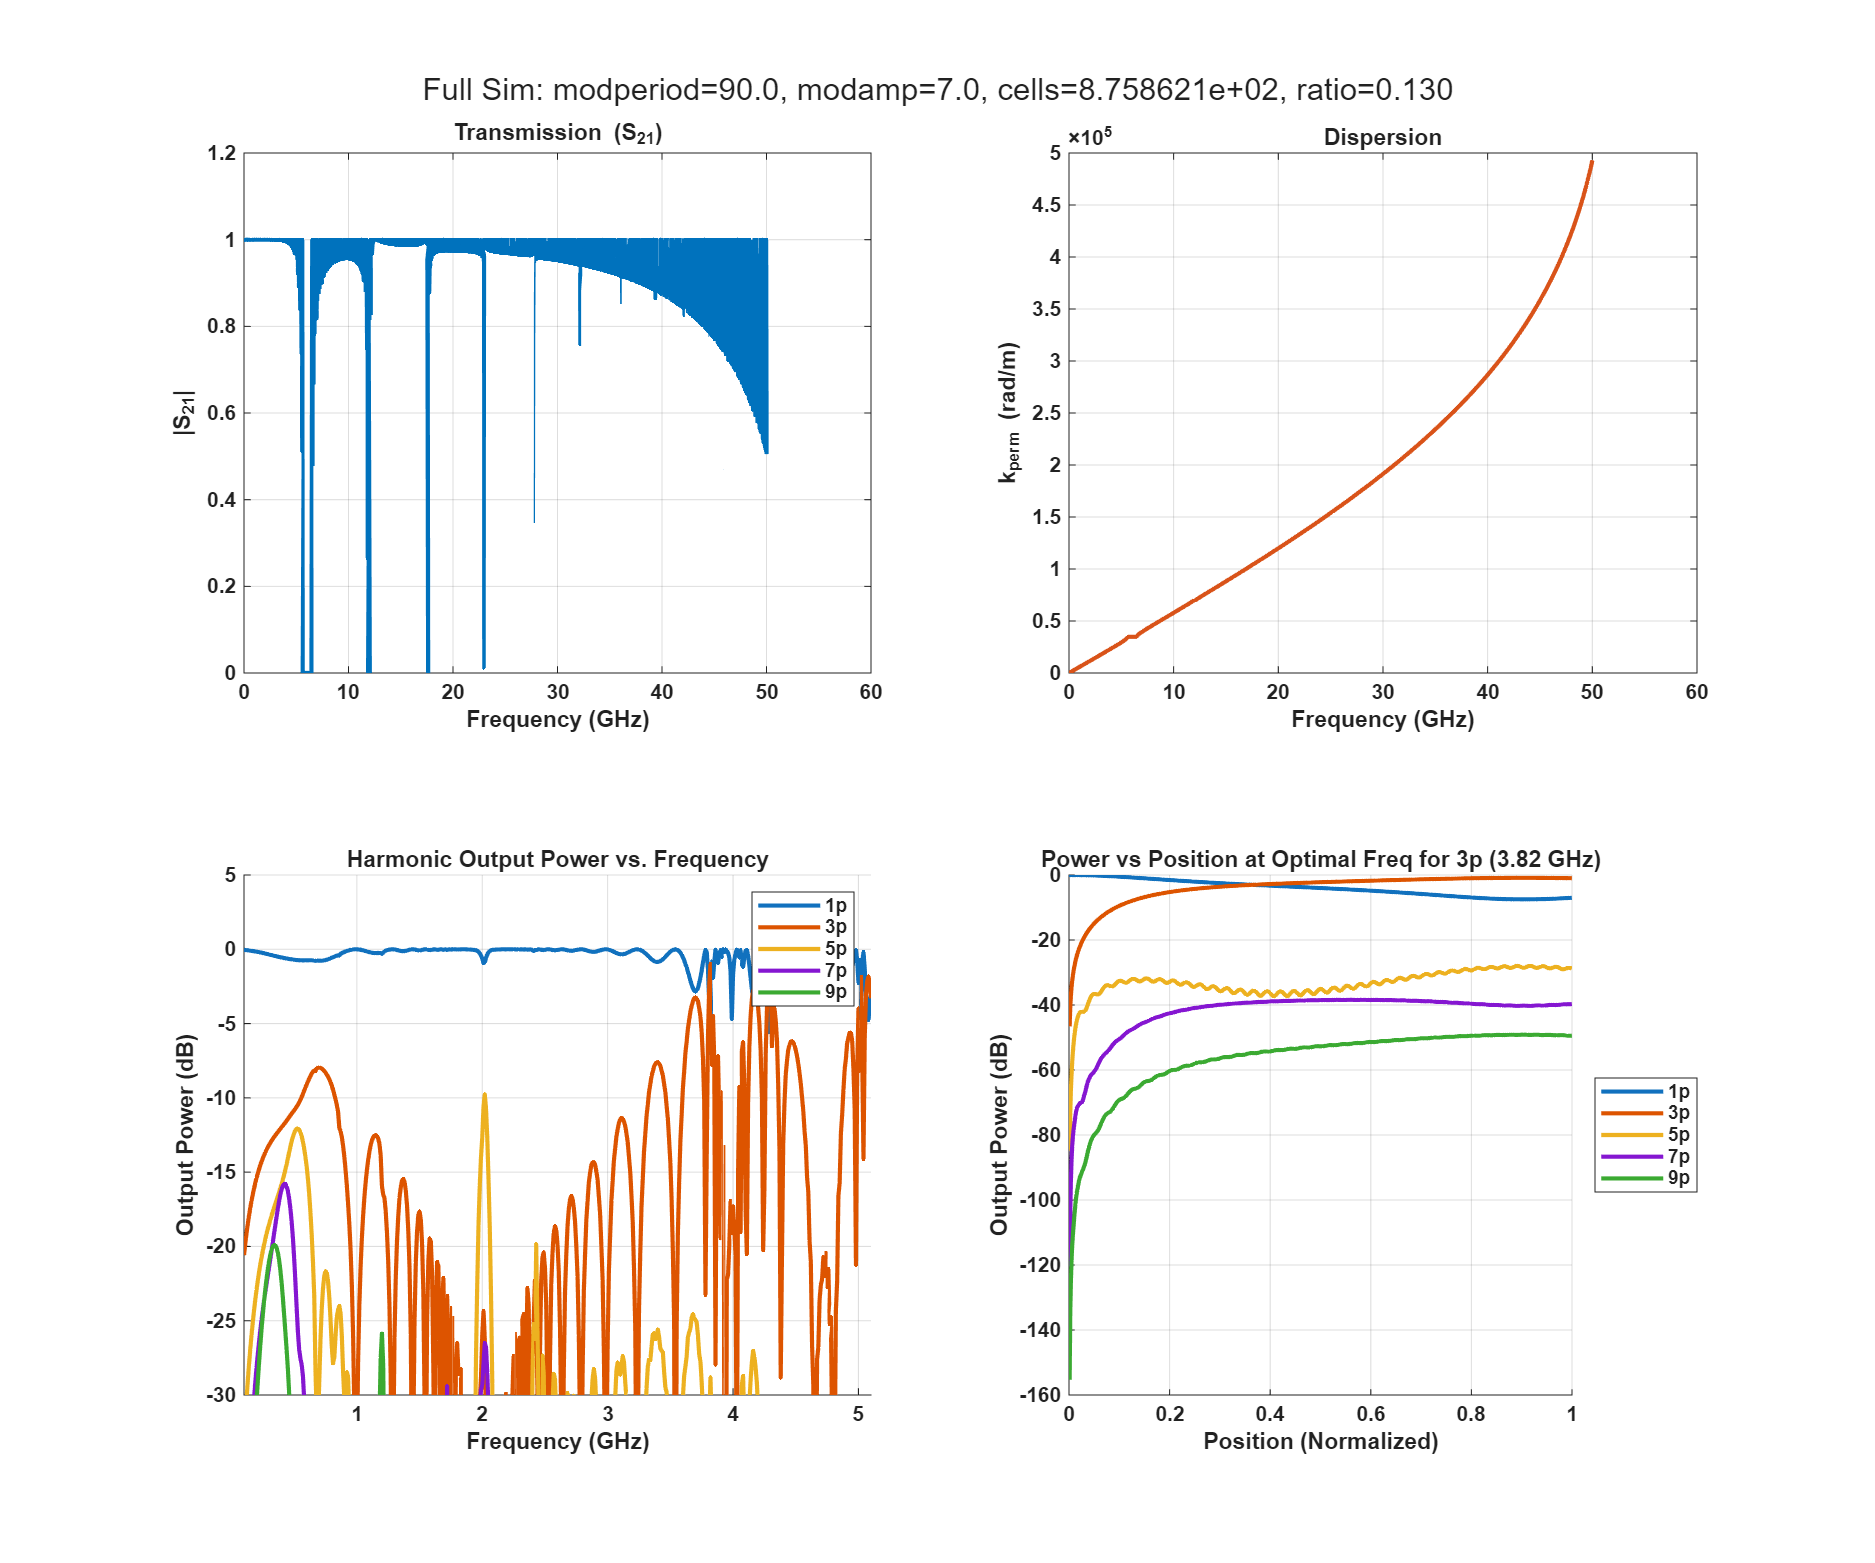 Full Sim: modperiod=90.0, modamp=7.0, cells=8.758621e+02, ratio=0.130
Transmission (S21)
1.2
1
0.8
0.6
0.4
0.2
0
|S21|
0 10 20 30 40 50 60
Frequency (GHz)
×10^5
Dispersion
5
4.5
4
3.5
3
2.5
2
1.5
1
0.5
0
kperm (rad/m)
0 10 20 30 40 50 60
Frequency (GHz)
Harmonic Output Power vs. Frequency
5
0
-5
-10
-15
-20
-25
-30
Output Power (dB)
1p
3p
5p
7p
9p
1 2 3 4 5
Frequency (GHz)
Power vs Position at Optimal Freq for 3p (3.82 GHz)
0
-20
-40
-60
-80
-100
-120
-140
-160
Output Power (dB)
0 0.2 0.4 0.6 0.8 1
Position (Normalized)
1p
3p
5p
7p
9p